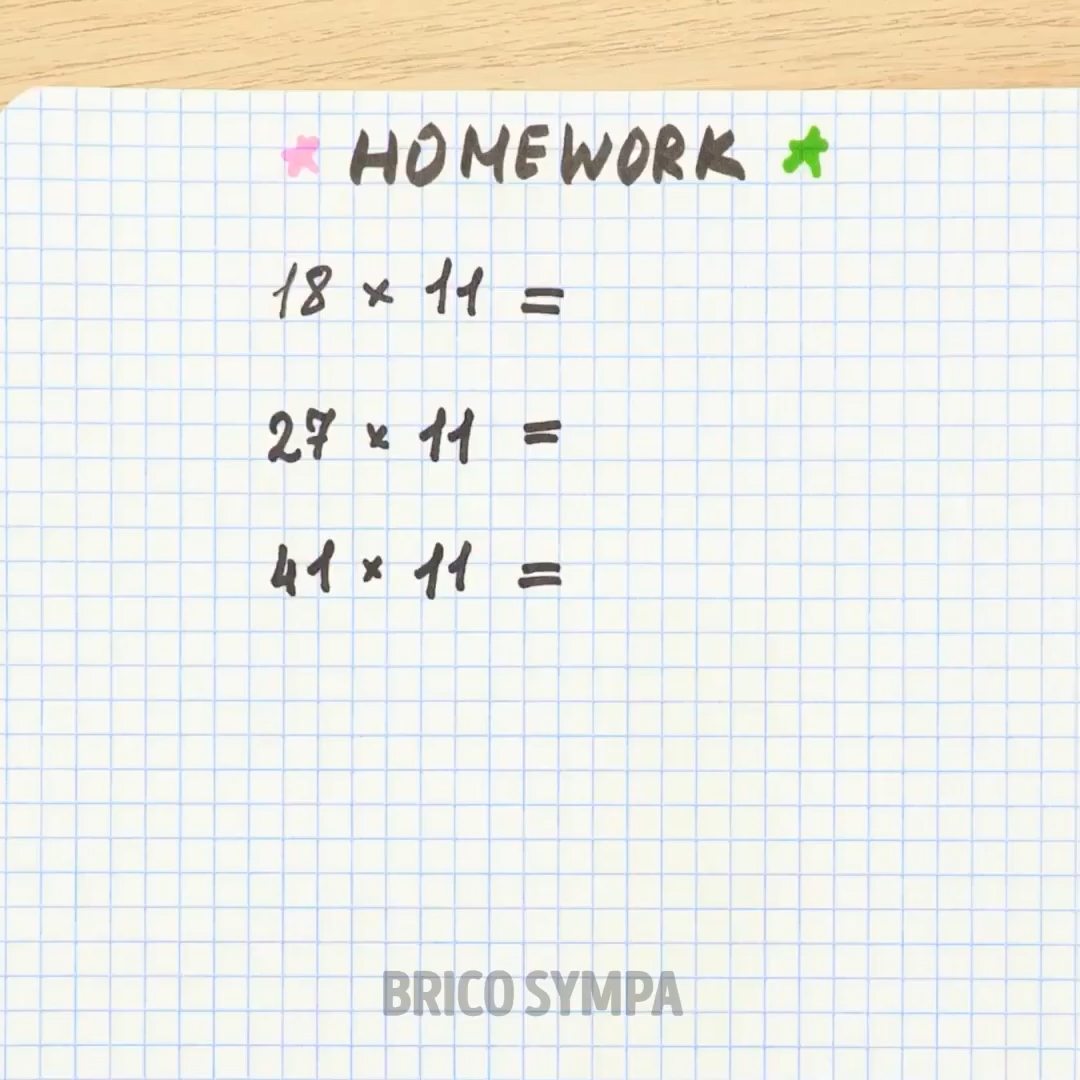 HOMEWORK
18 × 11 =
27 × 11 =
41 × 11 =
BRICO SYMPA